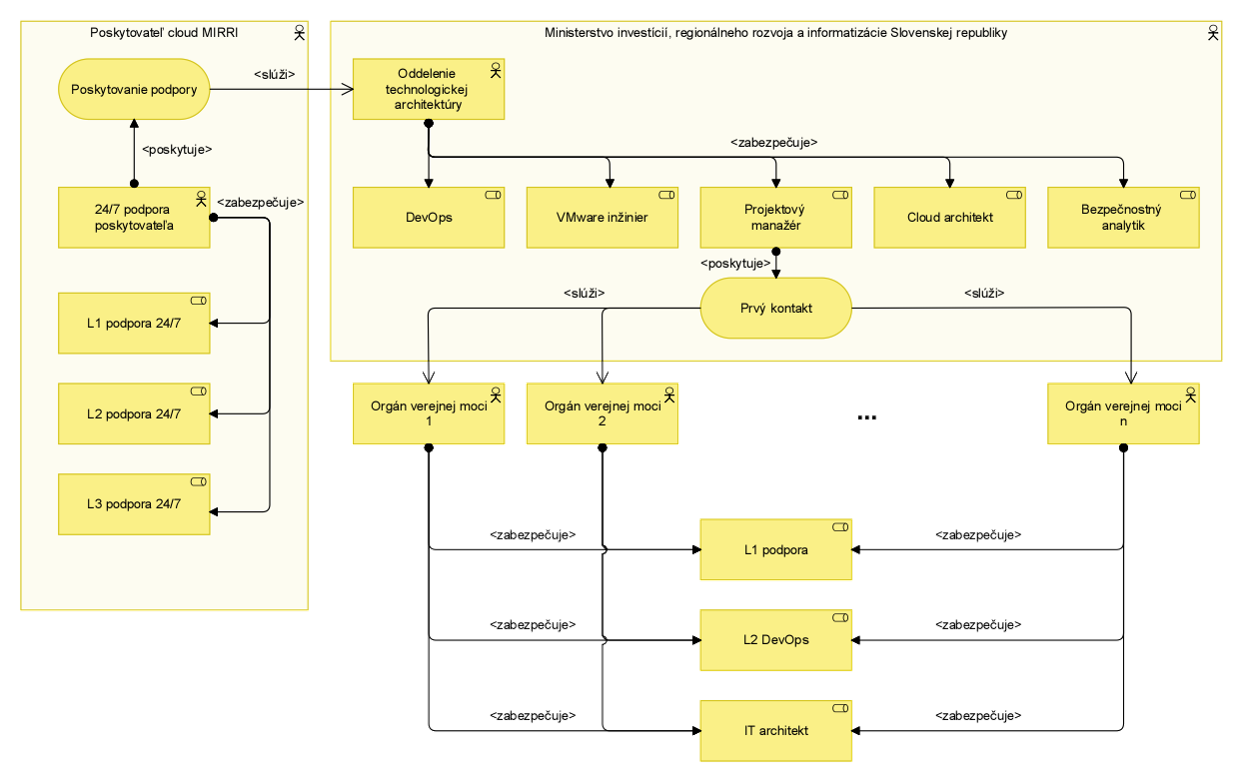 Poskytovateľ cloud MIRRI
Ministerstvo investícií, regionálneho rozvoja a informatizácie Slovenskej republiky
Poskytovanie podpory
<slúži>
Oddelenie
technologickej
architektúry
<poskytuje>
<zabezpečuje>
24/7 podpora
poskytovateľa
<zabezpečuje>
DevOps
VMware inžinier
Projektový
manažér
Cloud architekt
Bezpečnostný
analytik
<poskytuje>
<slúži>
Prvý kontakt
<slúži>
L1 podpora 24/7
L2 podpora 24/7
L3 podpora 24/7
Orgán verejnej moci
1
Orgán verejnej moci
2
...
Orgán verejnej moci
n
<zabezpečuje>
L1 podpora
<zabezpečuje>
<zabezpečuje>
L2 DevOps
<zabezpečuje>
<zabezpečuje>
IT architekt
<zabezpečuje>